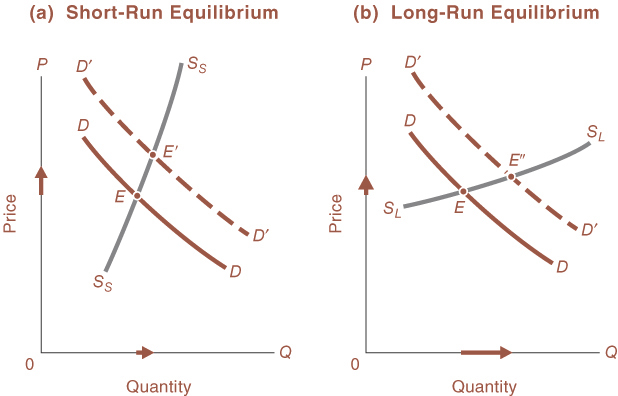 (a) Short-Run Equilibrium
P
D′
S_S
D
E′
E
Price
D′
D
S_S
0
Q
Quantity
(b) Long-Run Equilibrium
P
D′
D
S_L
E″
S_L
E
Price
D′
D
0
Q
Quantity